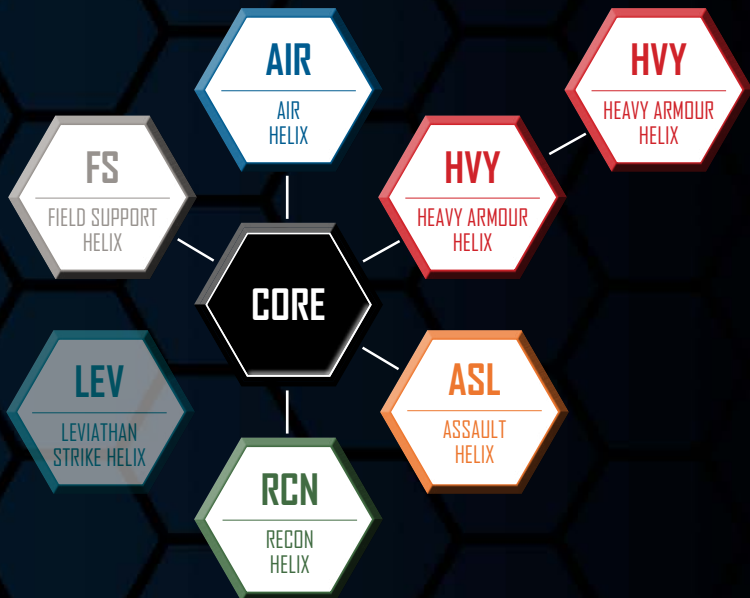 AIR
AIR
HELIX
HVY
HEAVY ARMOUR
HELIX
FS
FIELD SUPPORT
HELIX
HVY
HEAVY ARMOUR
HELIX
CORE
LEV
LEVIATHAN
STRIKE HELIX
ASL
ASSAULT
HELIX
RCN
RECON
HELIX